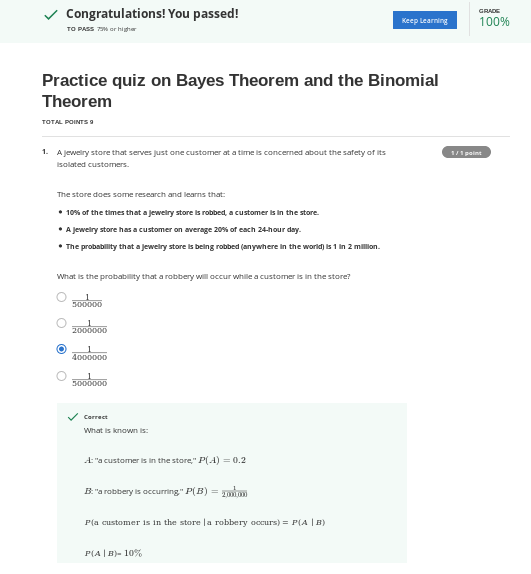 Congratulations! You passed!
TO PASS 75% or higher
Keep Learning
GRADE
100%
Practice quiz on Bayes Theorem and the Binomial
Theorem
TOTAL POINTS 9
1. A jewelry store that serves just one customer at a time is concerned about the safety of its
isolated customers.
1 / 1 point
The store does some research and learns that:
• 10% of the times that a jewelry store is robbed, a customer is in the store.
• A jewelry store has a customer on average 20% of each 24-hour day.
• The probability that a jewelry store is being robbed (anywhere in the world) is 1 in 2 million.
What is the probability that a robbery will occur while a customer is in the store?
1/500000
1/2000000
1/4000000
1/5000000
Correct
What is known is:
A: "a customer is in the store," P(A) = 0.2
B: "a robbery is occurring," P(B) = 1/2,000,000
P(a customer is in the store | a robbery occurs) = P(A | B)
P(A | B)= 10%